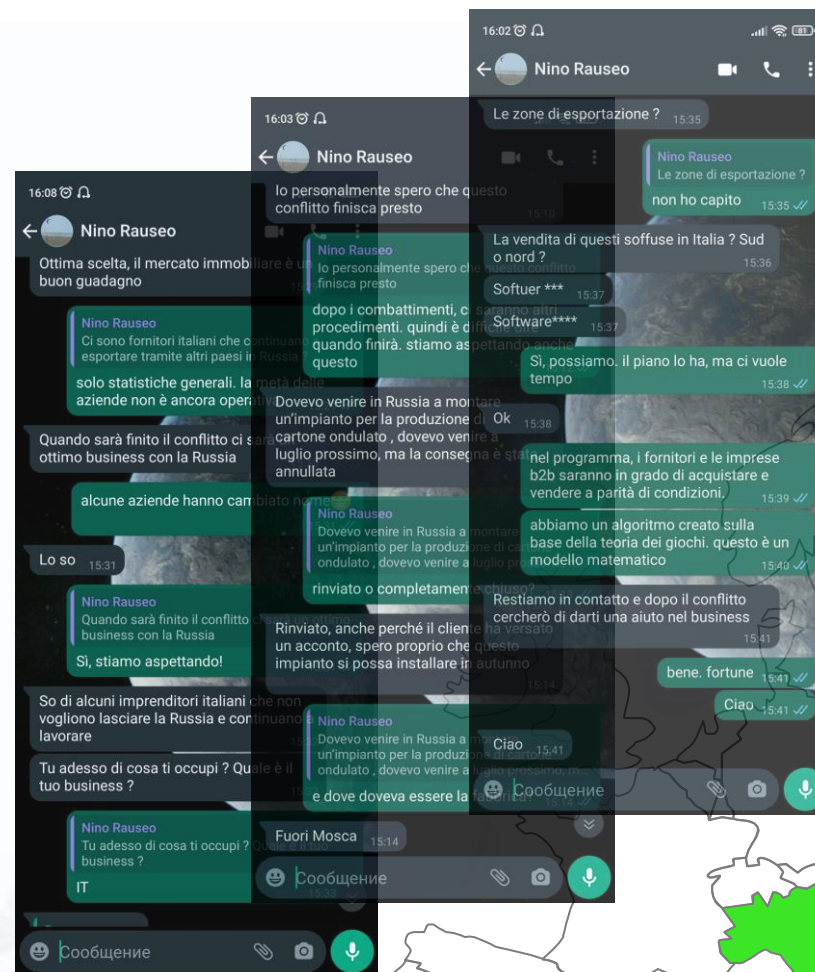 16:08
Nino Rauseo
Ottima scelta, il mercato immobiliare è un
buon guadagno
Nino Rauseo
Ci sono fornitori italiani che continuano
esportare tramite altri paesi in Russia ?
solo statistiche generali. la metà delle
aziende non è ancora operativa
Quando sarà finito il conflitto ci sarà
ottimo business con la Russia
alcune aziende hanno cambiato nome
Lo so 15:31
Nino Rauseo
Quando sarà finito il conflitto ci sarà un ottimo
business con la Russia
Sì, stiamo aspettando!
So di alcuni imprenditori italiani che non
vogliono lasciare la Russia e continuano a
lavorare
Tu adesso di cosa ti occupi ? Quale è il
tuo business ?
Nino Rauseo
Tu adesso di cosa ti occupi ? Quale è il tuo
business ?
IT
15:33
Сообщение
16:03
Nino Rauseo
Io personalmente spero che questo
conflitto finisca presto
15:10
Nino Rauseo
Io personalmente spero che questo conflitto
finisca presto
dopo i combattimenti, ci saranno altri
procedimenti. quindi è difficile dire
quando finirà. stiamo aspettando anche
questo
Dovevo venire in Russia a montare
un'impianto per la produzione di
cartone ondulato , dovevo venire a
luglio prossimo, ma la consegna è stata
annullata
Nino Rauseo
Dovevo venire in Russia a montare
un'impianto per la produzione di cartone
ondulato , dovevo venire a luglio
rinviato o completamente chiuso?
Rinviato, anche perché il cliente ha versato
un acconto, spero proprio che questo
impianto si possa installare in autunno
15:14
Nino Rauseo
Dovevo venire in Russia a montare
un'impianto per la produzione di cartone
ondulato , dovevo venire a luglio prossimo, m...
e dove doveva essere la fabbrica?
15:14
Fuori Mosca 15:14
Сообщение
16:02
81
Nino Rauseo
Le zone di esportazione ? 15:35
Nino Rauseo
Le zone di esportazione ?
non ho capito 15:35
La vendita di questi soffuse in Italia ? Sud
o nord ? 15:36
Softuer *** 15:37
Software**** 15:37
Sì, possiamo. il piano lo ha, ma ci vuole
tempo 15:38
Ok 15:38
nel programma, i fornitori e le imprese
b2b saranno in grado di acquistare e
vendere a parità di condizioni. 15:39
abbiamo un algoritmo creato sulla
base della teoria dei giochi. questo è un
modello matematico 15:40
Restiamo in contatto e dopo il conflitto
cercherò di darti una aiuto nel business
15:41
bene. fortune 15:41
Ciao 15:41
Ciao 15:41
Сообщение